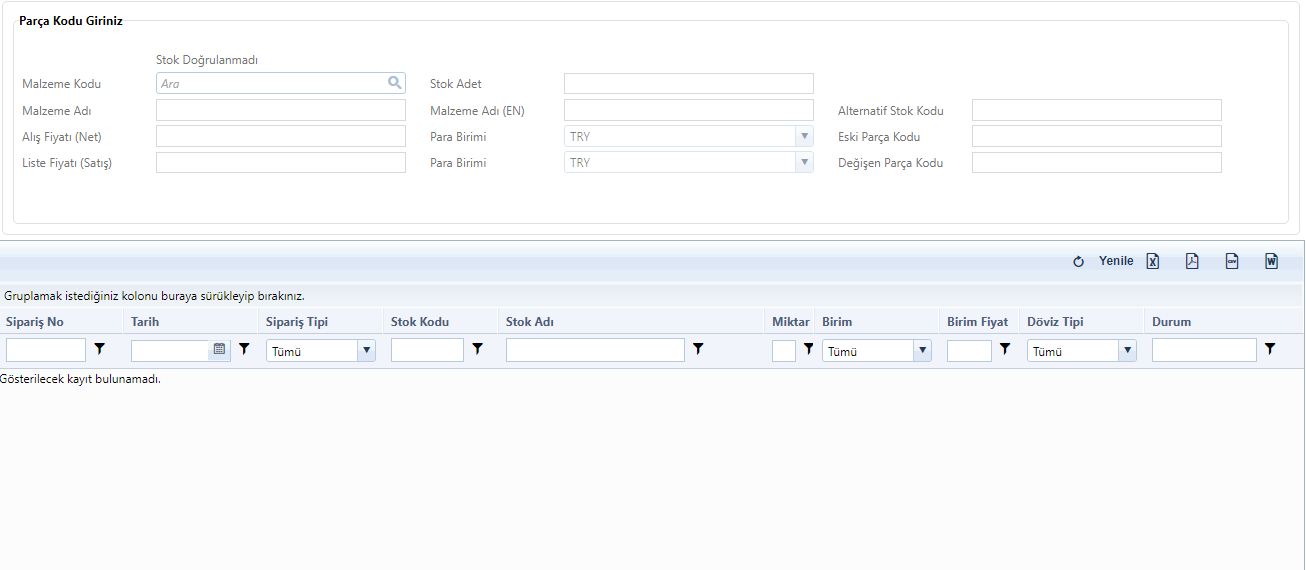 Parça Kodu Giriniz
Stok Doğrulanmadı
Malzeme Kodu Ara Stok Adet
Malzeme Adı Malzeme Adı (EN) Alternatif Stok Kodu
Alış Fiyatı (Net) Para Birimi TRY Eski Parça Kodu
Liste Fiyatı (Satış) Para Birimi TRY Değişen Parça Kodu
Yenile X CSV W
Gruplamak istediğiniz kolonu buraya sürükleyip bırakınız.
Sipariş No Tarih Sipariş Tipi Stok Kodu Stok Adı Miktar Birim Birim Fiyat Döviz Tipi Durum
Tümü Tümü Tümü
Gösterilecek kayıt bulunamadı.